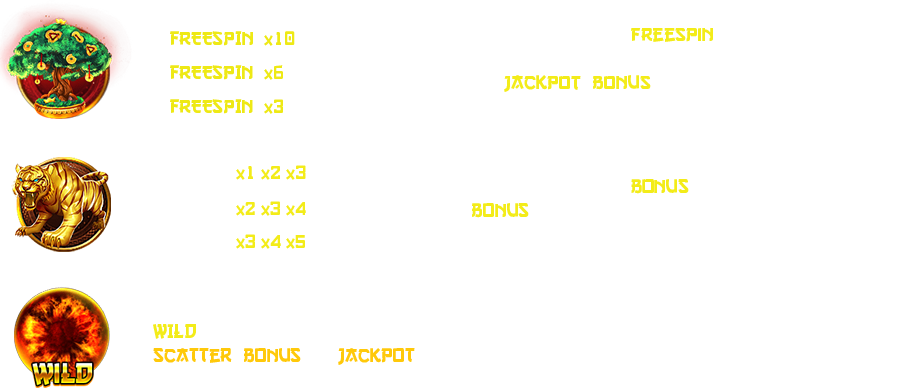 FREESPIN x10
FREESPIN
FREESPIN x6
JACKPOT BONUS
FREESPIN x3
x1 x2 x3
BONUS
x2 x3 x4
BONUS
x3 x4 x5
WILD
WILD
SCATTER BONUS JACKPOT